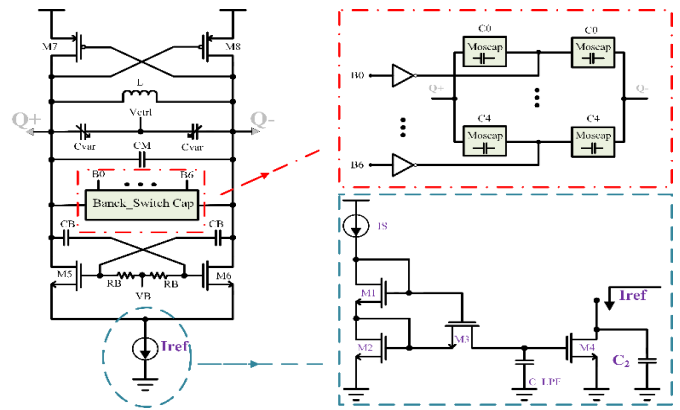 M7
M8
L
Vctrl
Q+
Q-
Cvar
Cvar
CM
B0
B6
Banck_Switch Cap
CB
CB
M5
M6
RB
RB
VB
Iref
C0
C0
Moscap
Moscap
B0
Q+
Q-
C4
C4
Moscap
Moscap
B6
IS
M1
Iref
M3
M2
M4
C_LPF
C2